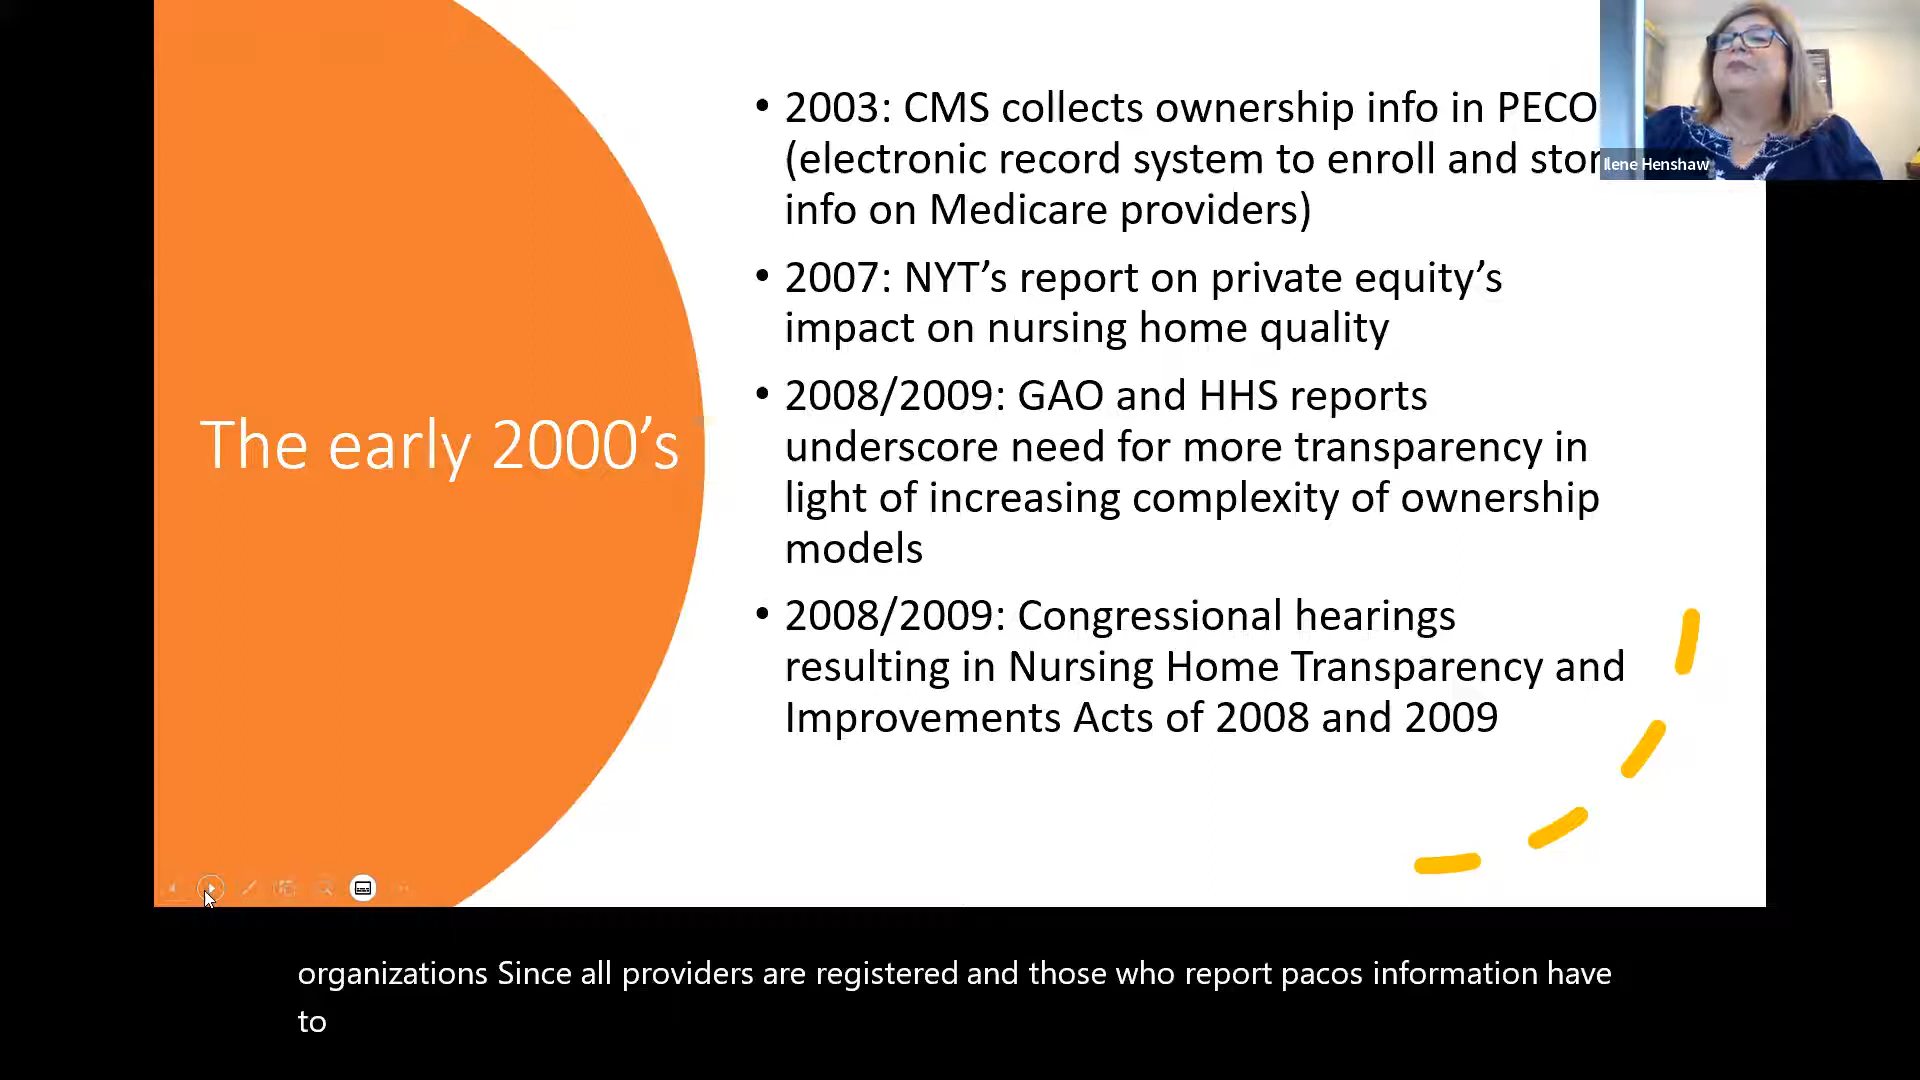 The early 2000's
• 2003: CMS collects ownership info in PECO
(electronic record system to enroll and stor
info on Medicare providers)
• 2007: NYT’s report on private equity’s
impact on nursing home quality
• 2008/2009: GAO and HHS reports
underscore need for more transparency in
light of increasing complexity of ownership
models
• 2008/2009: Congressional hearings
resulting in Nursing Home Transparency and
Improvements Acts of 2008 and 2009
Ilene Henshaw
organizations Since all providers are registered and those who report pacos information have
to